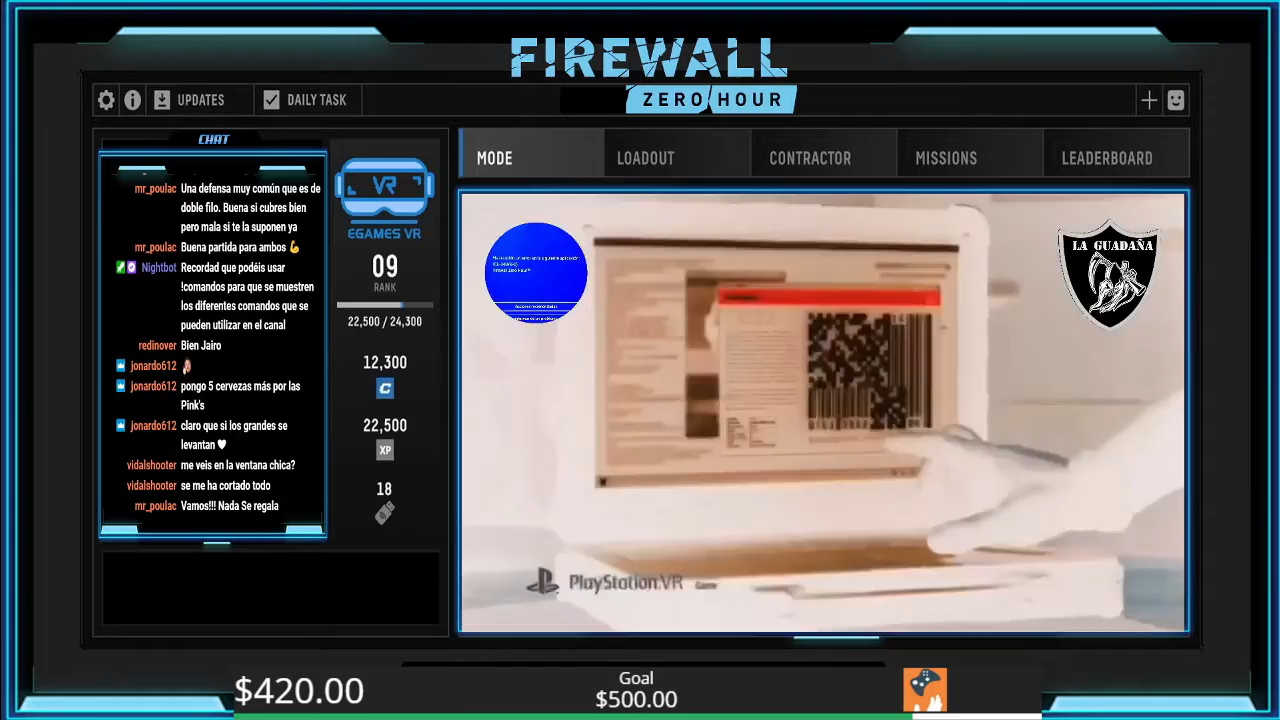 FIREWALL
ZERO HOUR
UPDATES
DAILY TASK
CHAT
mr_poulac Una defensa muy común que es de
doble filo. Buena si cubres bien
pero mala si te la suponen ya
mr_poulac Buena partida para ambos 💪
Nightbot Recordad que podéis usar
!comandos para que se muestren
los diferentes comandos que se
pueden utilizar en el canal
redinover Bien Jairo
jonardo612
jonardo612 pongo 5 cervezas más por las
Pink's
jonardo612 claro que si los grandes se
levantan ♥
vidalshooter me veis en la ventana chica?
vidalshooter se me ha cortado todo
mr_poulac Vamos!!! Nada Se regala
VR
EGAMES VR
09
RANK
22,500 / 24,300
12,300
C
22,500
XP
18
MODE
LOADOUT
CONTRACTOR
MISSIONS
LEADERBOARD
LA GUADAÑA
PlayStation VR
$420.00
Goal
$500.00